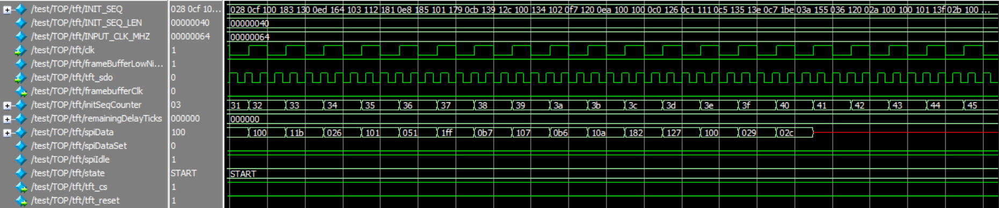 /test/TOP/tft/INIT_SEQ 028 0cf 10... 028 0cf 100 183 130 0ed 164 103 112 181 0e8 185 101 179 0cb 139 12c 100 134 102 0f7 120 0ea 100 100 0c0 126 0c1 111 0c5 135 13e 0c7 1be 03a 155 036 120 02a 100 100 101 13f 02b 100 ...
/test/TOP/tft/INIT_SEQ_LEN 00000040 00000040
/test/TOP/tft/INPUT_CLK_MHZ 00000064 00000064
/test/TOP/tft/clk 1
/test/TOP/tft/frameBufferLowNi... 1
/test/TOP/tft/tft_sdo 0
/test/TOP/tft/framebufferClk 0
/test/TOP/tft/initSeqCounter 03 31 32 33 34 35 36 37 38 39 3a 3b 3c 3d 3e 3f 40 41 42 43 44 45
/test/TOP/tft/remainingDelayTicks 000000 000000
/test/TOP/tft/spiData 100 100 11b 026 101 051 1ff 0b7 107 0b6 10a 182 127 100 029 02c
/test/TOP/tft/spiDataSet 0
/test/TOP/tft/spiIdle 1
/test/TOP/tft/state START START
/test/TOP/tft/tft_cs 1
/test/TOP/tft/tft_reset 1